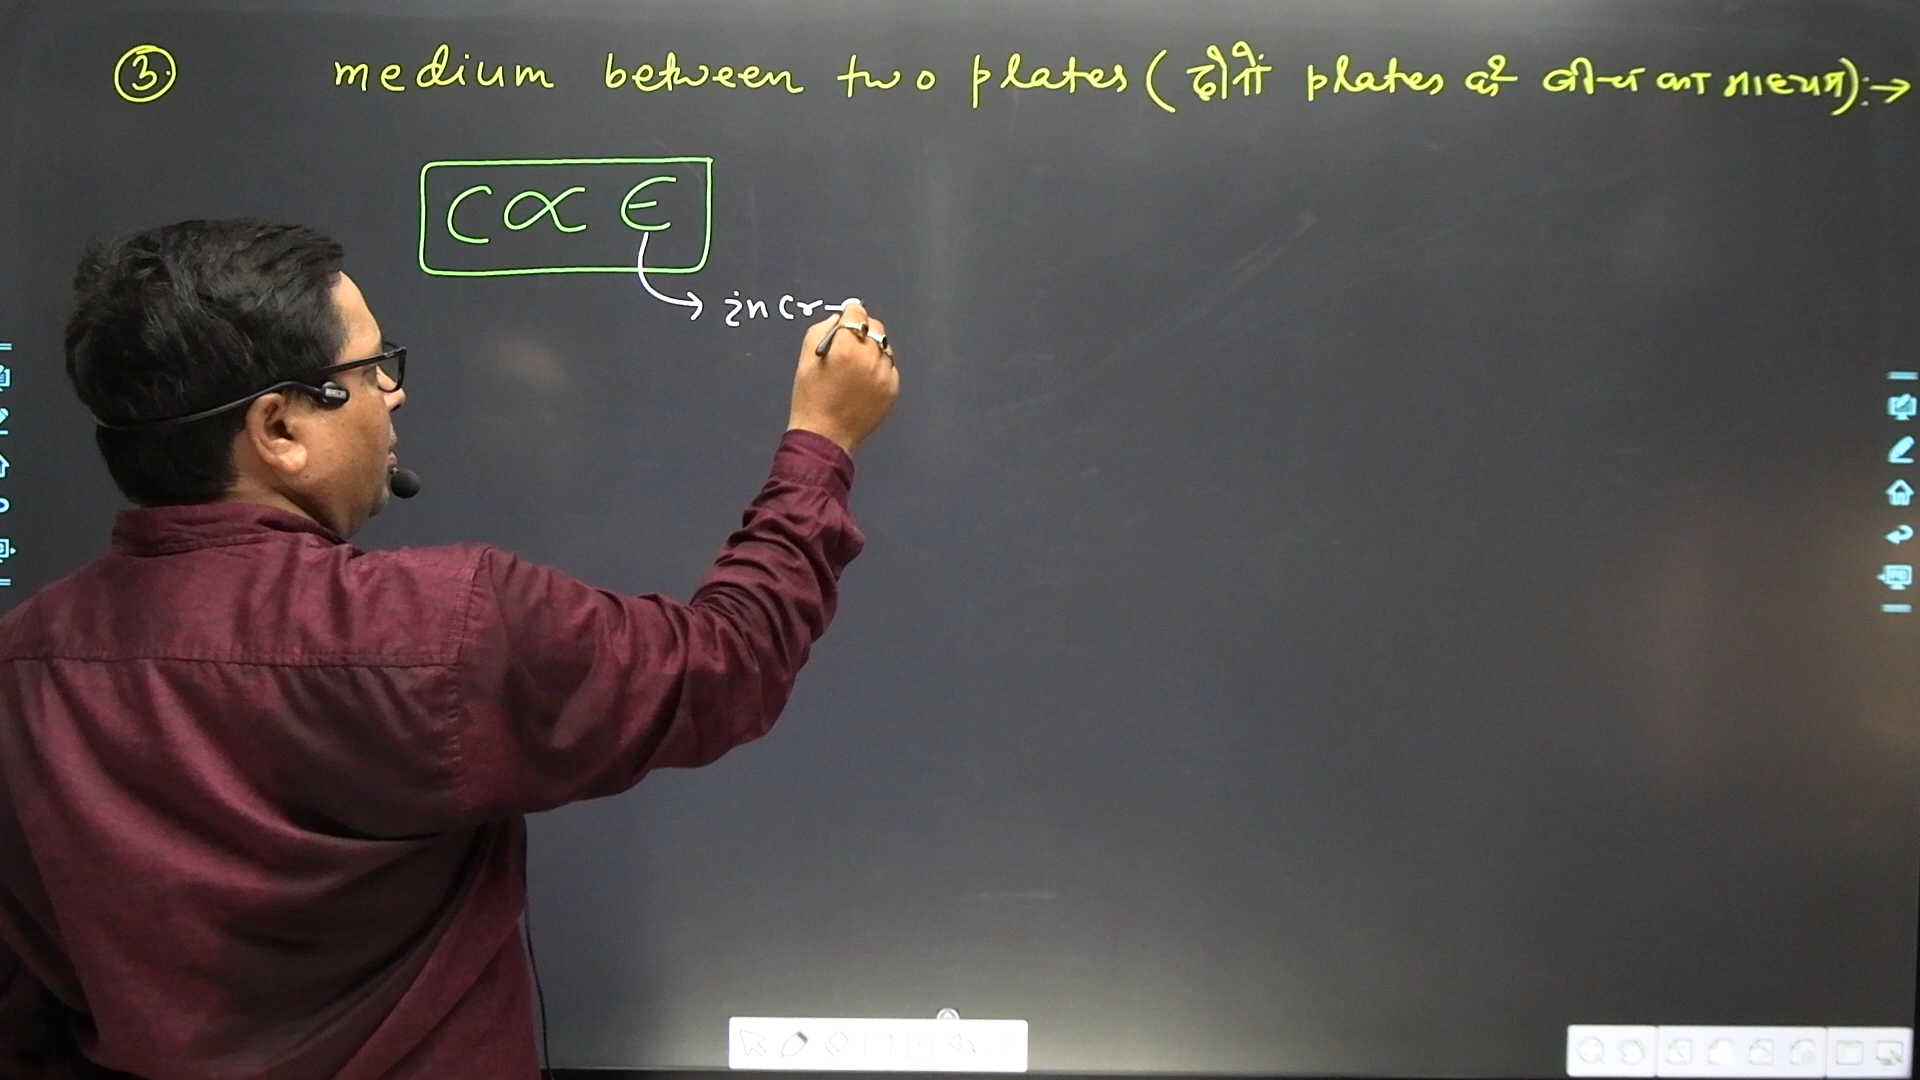 3. medium between two plates (दोनों plates के बीच का माध्यम):→
C ∝ ϵ
→ incr